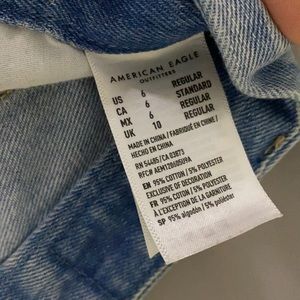 AMERICAN EAGLE
OUTFITTERS
US 6 REGULAR
CA 6 STANDARD
MX 6 REGULAR
UK 10 REGULAR
MADE IN CHINA / FABRIQUÉ EN CHINE /
HECHO EN CHINA
RN 54485 / CA 03873
EN 95% COTTON / 5% POLYESTER
EXCLUSIVE OF DECORATION
FR 95% COTON / 5% POLYESTER
À L'EXCEPTION DE LA GARNITURE
SP 95% algodón / 5% poliéster